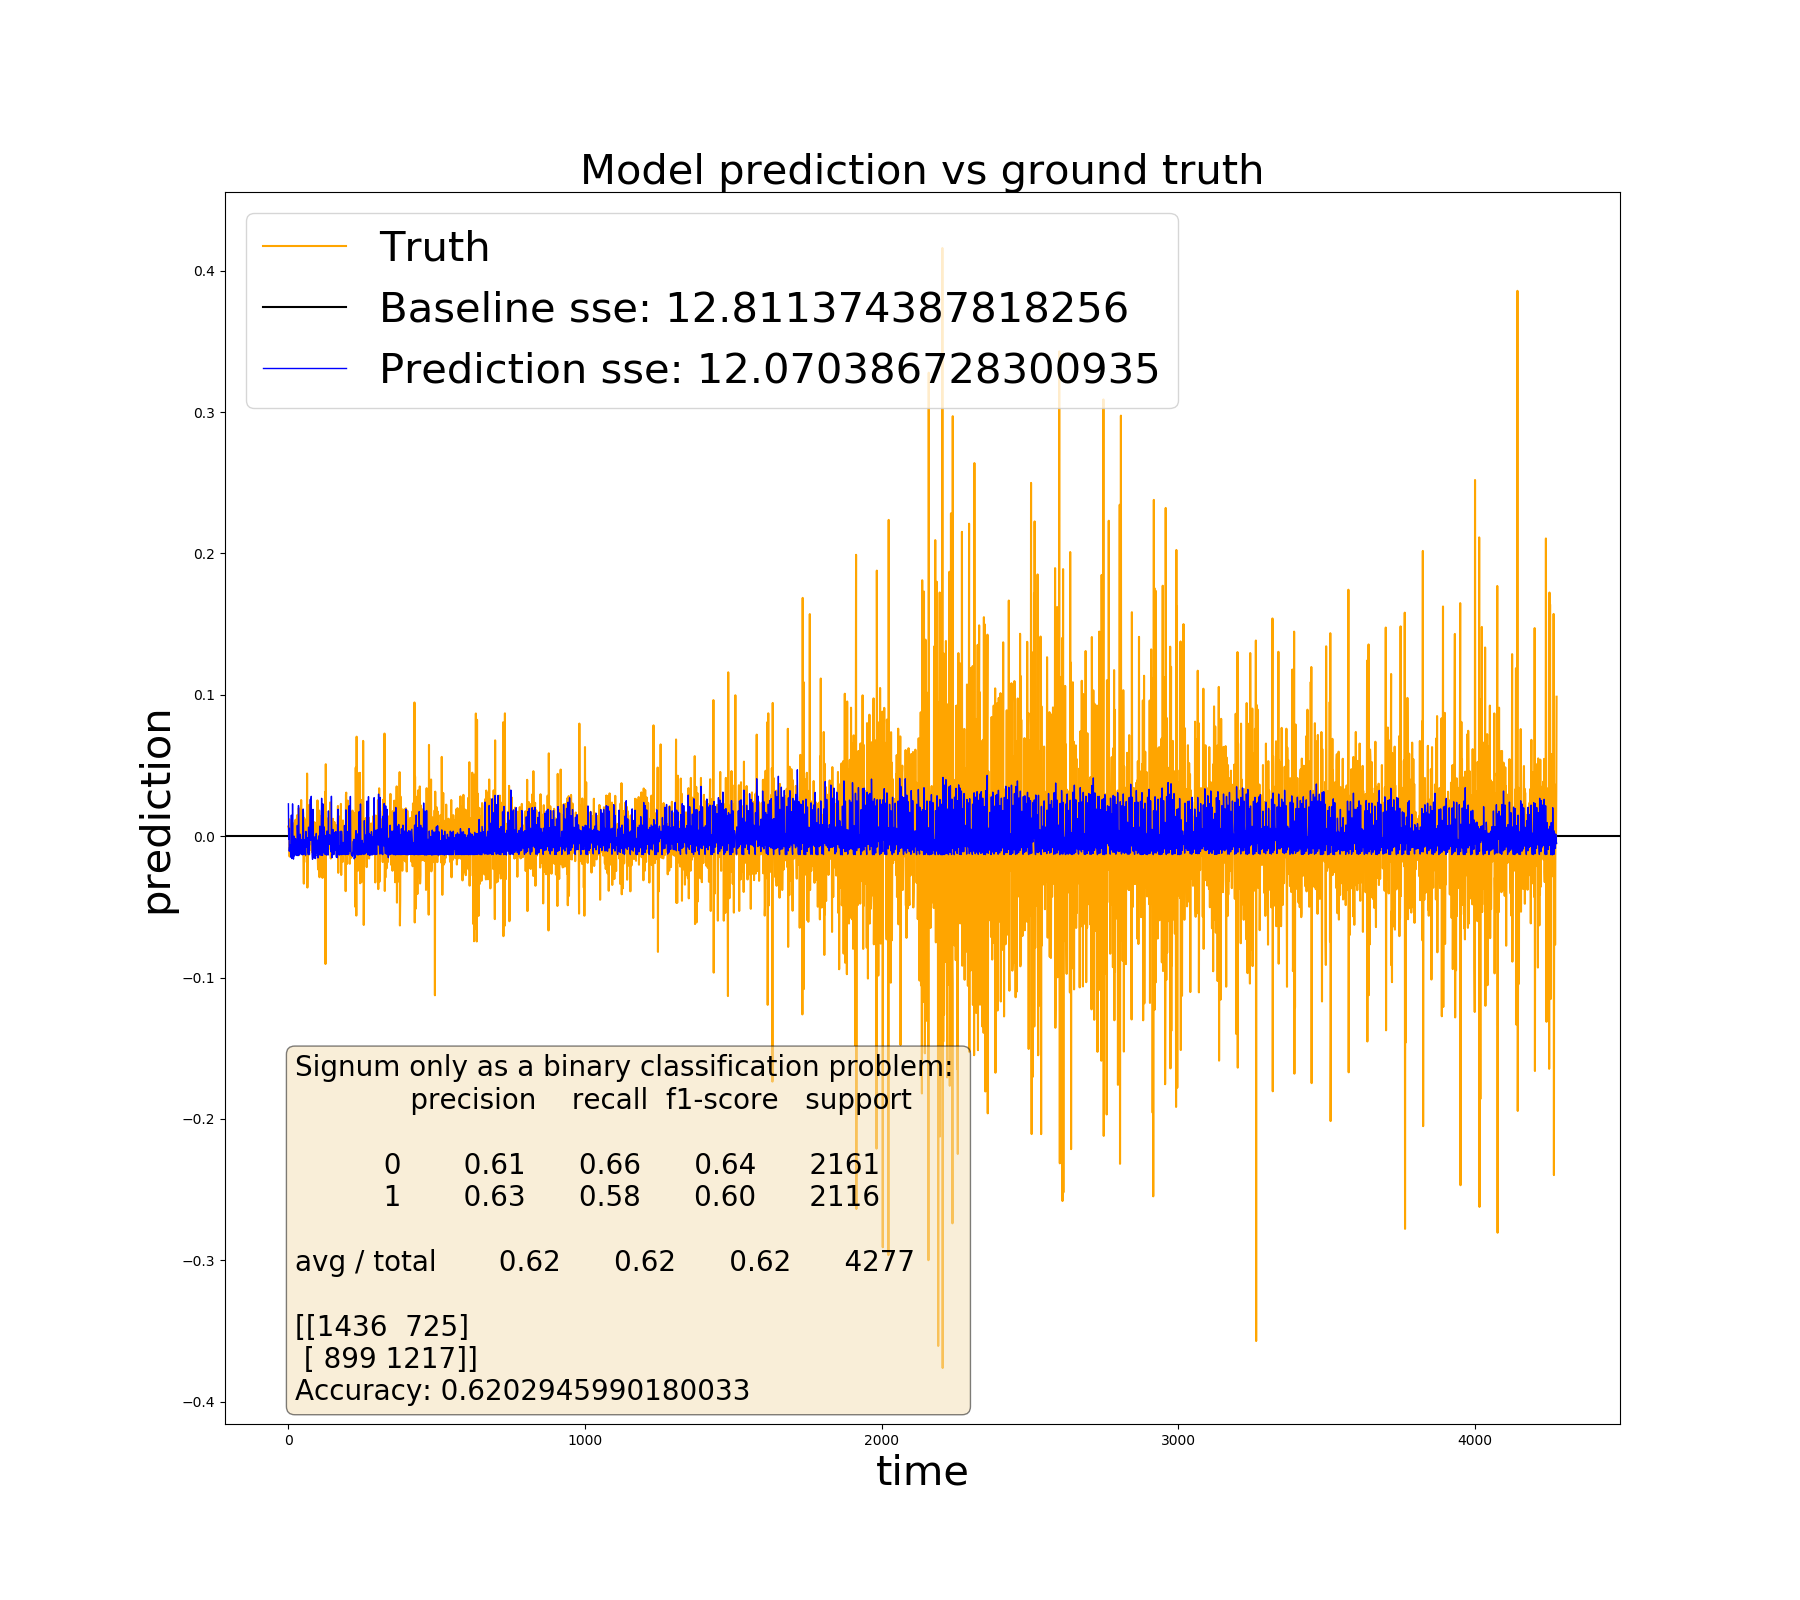 Model prediction vs ground truth
Truth
Baseline sse: 12.811374387818256
Prediction sse: 12.070386728300935
prediction
0.4
0.3
0.2
0.1
0.0
−0.1
−0.2
−0.3
−0.4
Signum only as a binary classification problem:
precision recall f1-score support
0 0.61 0.66 0.64 2161
1 0.63 0.58 0.60 2116
avg / total 0.62 0.62 0.62 4277
[[1436 725]
[ 899 1217]]
Accuracy: 0.6202945990180033
0 1000 2000 3000 4000
time